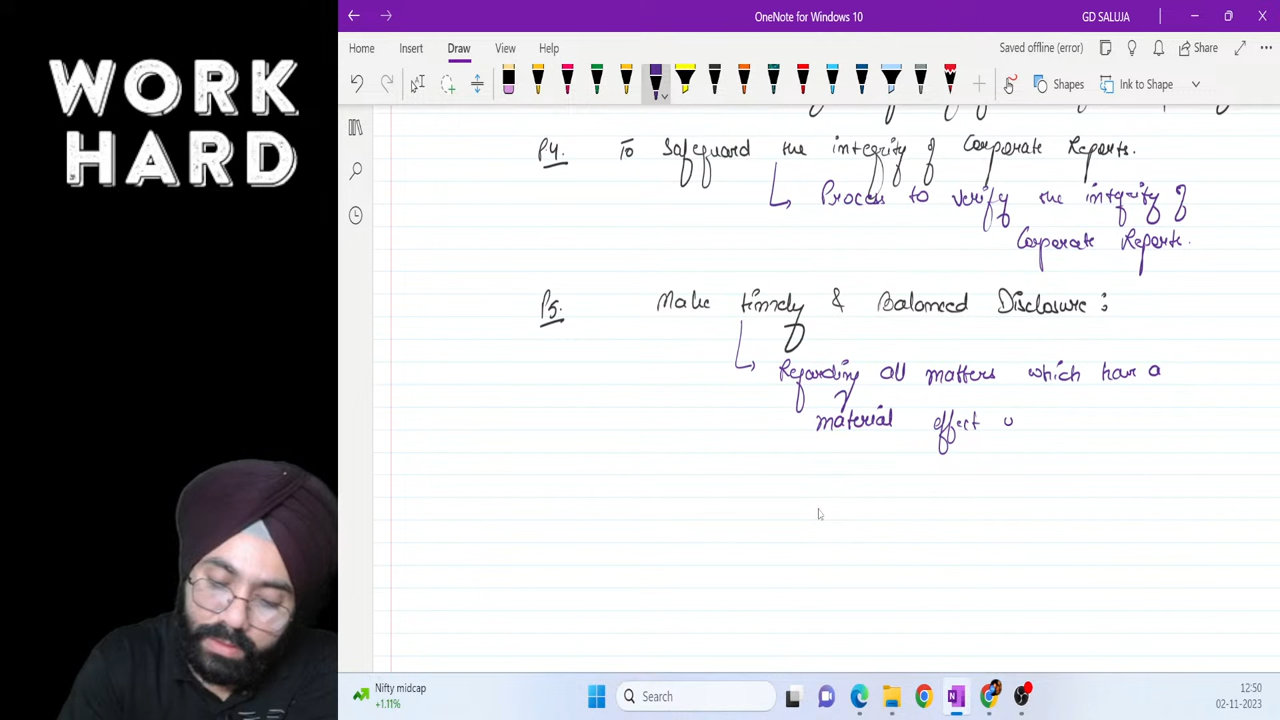 WORK
HARD
OneNote for Windows 10
GD SALUJA
Home Insert Draw View Help
Saved offline (error)
Share
Shapes
Ink to Shape
P4. To Safeguard the integrity of Corporate Reports.
Process to verify the integrity of
Corporate Reports.
P5. Make timely & Balanced Disclosure:
Regarding all matters which have a
material effect o
Nifty midcap
+1.11%
Search
12:50
02-11-2023